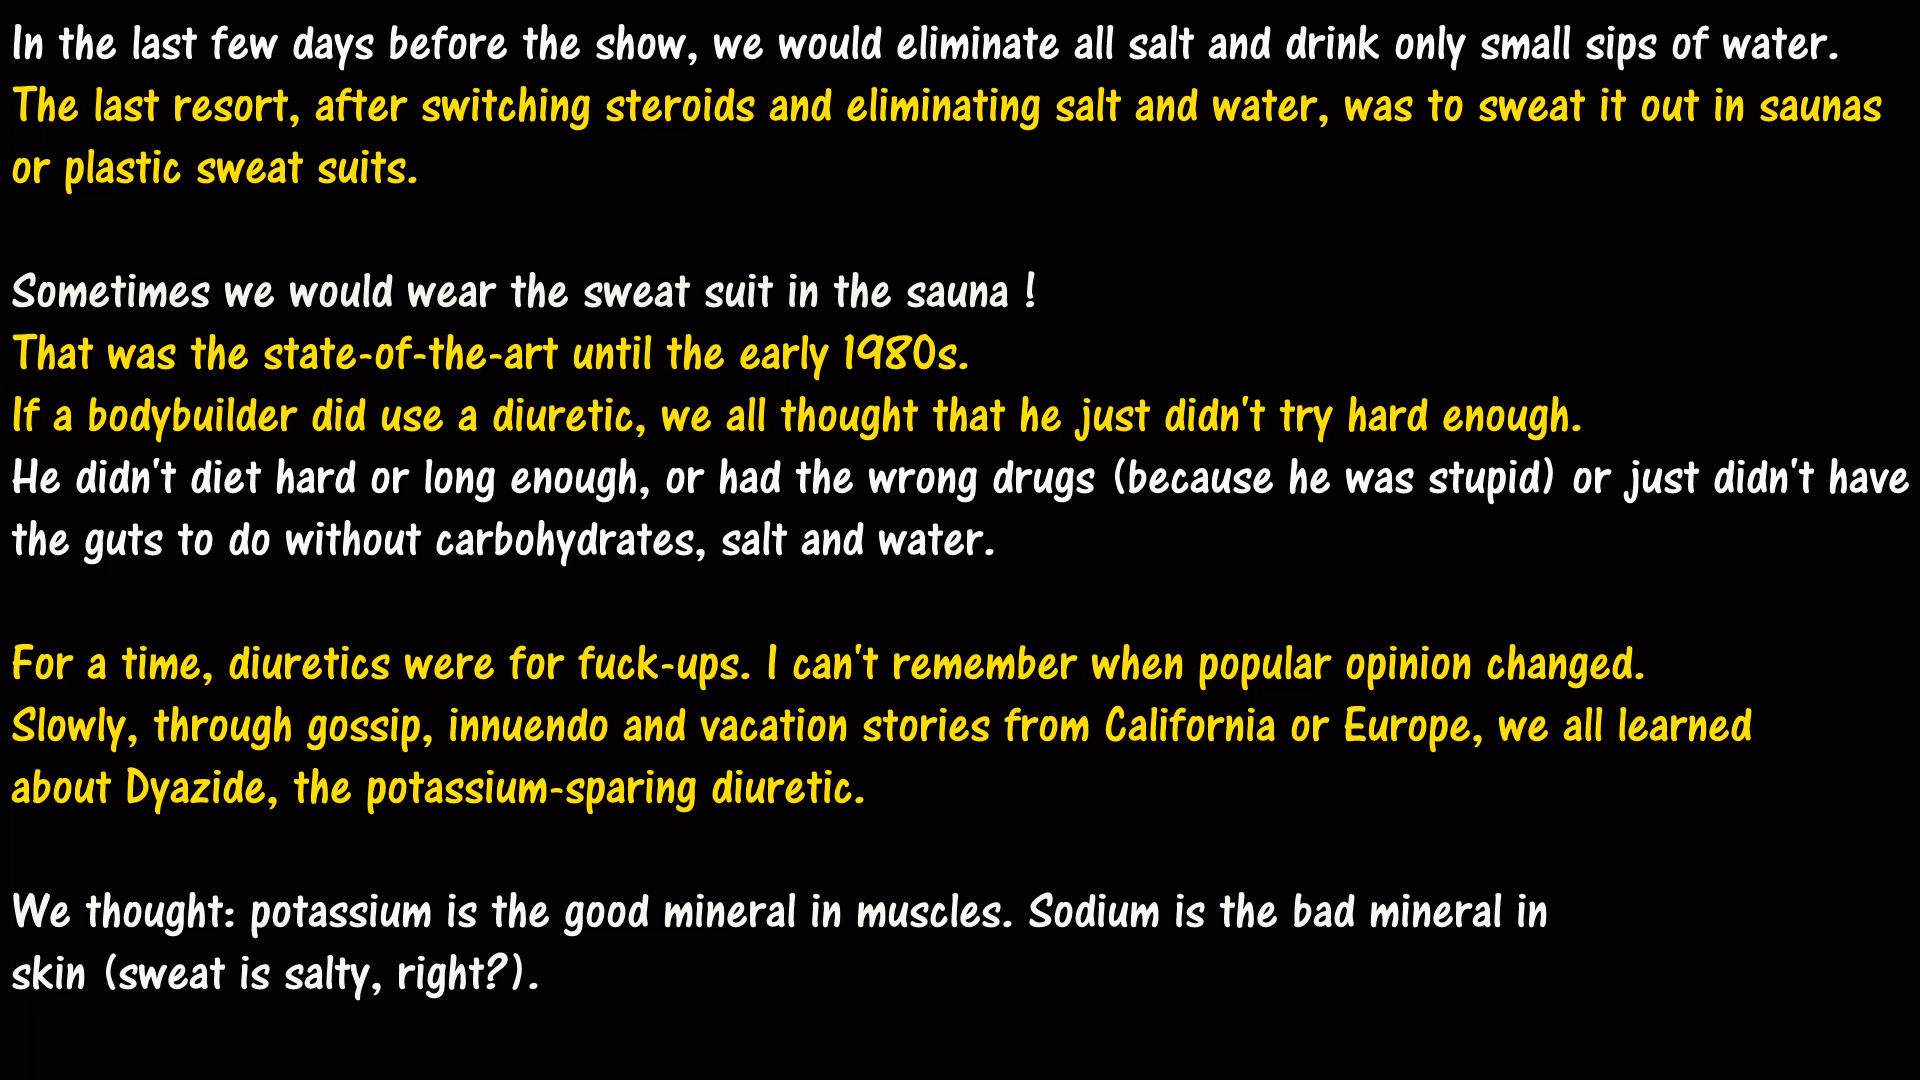 In the last few days before the show, we would eliminate all salt and drink only small sips of water.
The last resort, after switching steroids and eliminating salt and water, was to sweat it out in saunas
or plastic sweat suits.
Sometimes we would wear the sweat suit in the sauna !
That was the state-of-the-art until the early 1980s.
If a bodybuilder did use a diuretic, we all thought that he just didn't try hard enough.
He didn't diet hard or long enough, or had the wrong drugs (because he was stupid) or just didn't have
the guts to do without carbohydrates, salt and water.
For a time, diuretics were for fuck-ups. I can't remember when popular opinion changed.
Slowly, through gossip, innuendo and vacation stories from California or Europe, we all learned
about Dyazide, the potassium-sparing diuretic.
We thought: potassium is the good mineral in muscles. Sodium is the bad mineral in
skin (sweat is salty, right?).